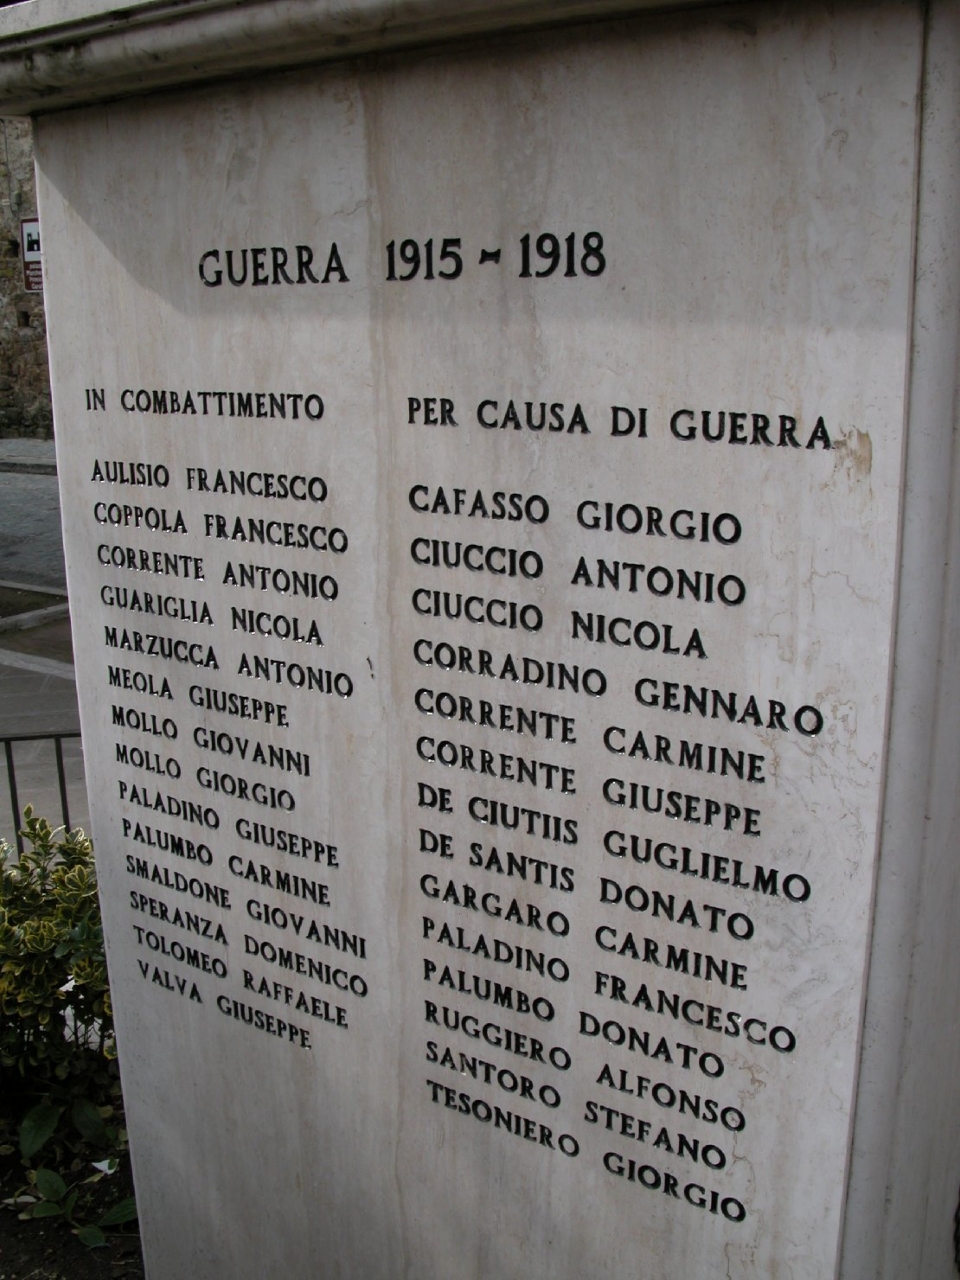 GUERRA 1915-1918
IN COMBATTIMENTO
AULISIO FRANCESCO
COPPOLA FRANCESCO
CORRENTE ANTONIO
GUARIGLIA NICOLA
MARZUCCA ANTONIO
MEOLA GIUSEPPE
MOLLO GIOVANNI
MOLLO GIORGIO
PALADINO GIUSEPPE
PALUMBO CARMINE
SMALDONE GIOVANNI
SPERANZA DOMENICO
TOLOMEO RAFFAELE
VALVA GIUSEPPE
PER CAUSA DI GUERRA
CAFASSO GIORGIO
CIUCCIO ANTONIO
CIUCCIO NICOLA
CORRADINO GENNARO
CORRENTE CARMINE
CORRENTE GIUSEPPE
DE CIUTIIS GUGLIELMO
DE SANTIS DONATO
GARGARO CARMINE
PALADINO FRANCESCO
PALUMBO DONATO
RUGGIERO ALFONSO
SANTORO STEFANO
TESONIERO GIORGIO